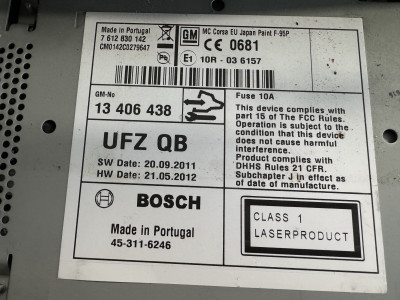 Made in Portugal
7 612 830 142
CM0142C0279647
Pb
GM
MC Corsa EU Japan Paint F-95P
CE 0681
E1 10R - 03 6157
GM-No
13 406 438
UFZ QB
SW Date: 20.09.2011
HW Date: 21.05.2012
Fuse 10A
This device complies with
part 15 of The FCC Rules.
Operation is subject to the
condition that this device
does not cause harmful
interference.
Product complies with
DHHS Rules 21 CFR.
Subchapter J in effect as
date of manufacture.
BOSCH
Made in Portugal
45-311-6246
CLASS 1
LASERPRODUCT